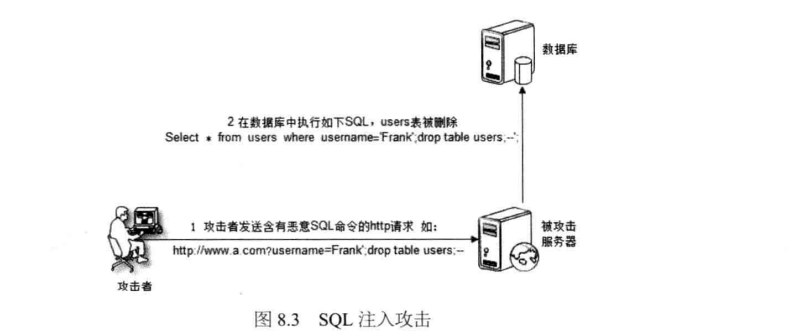 数据库
2 在数据库中执行如下SQL，users表被删除
Select * from users where username='Frank';drop table users;--';
1 攻击者发送含有恶意SQL命令的http请求 如：
http://www.a.com?username=Frank';drop table users;--
被攻击
服务器
攻击者
图 8.3 SQL 注入攻击